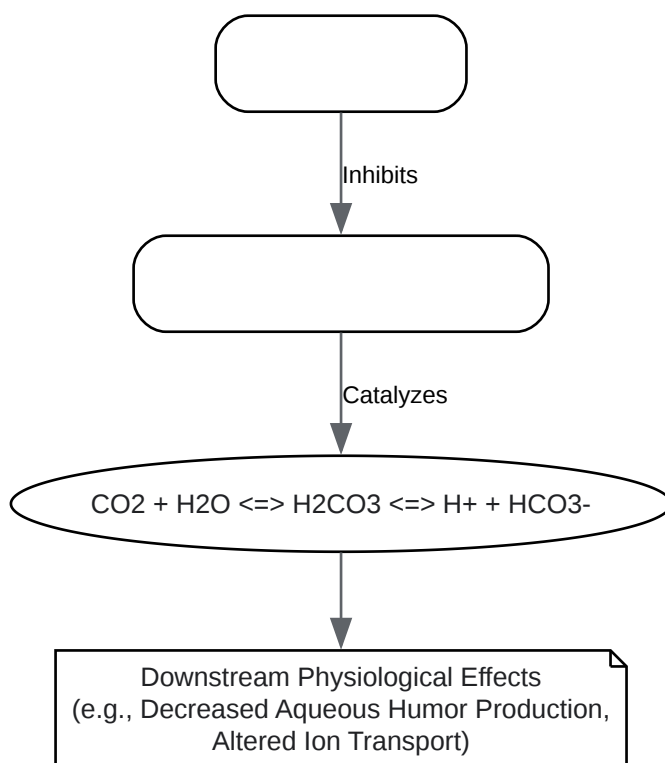 Inhibits
Catalyzes
CO2 + H2O <=> H2CO3 <=> H+ + HCO3-
Downstream Physiological Effects
(e.g., Decreased Aqueous Humor Production,
Altered Ion Transport)